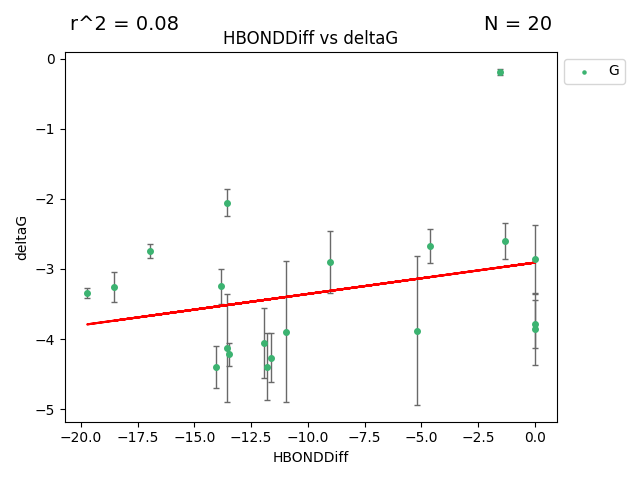 r^2 = 0.08
N = 20
HBONDDiff vs deltaG
G
0
−1
−2
−3
−4
−5
deltaG
−20.0 −17.5 −15.0 −12.5 −10.0 −7.5 −5.0 −2.5 0.0
HBONDDiff